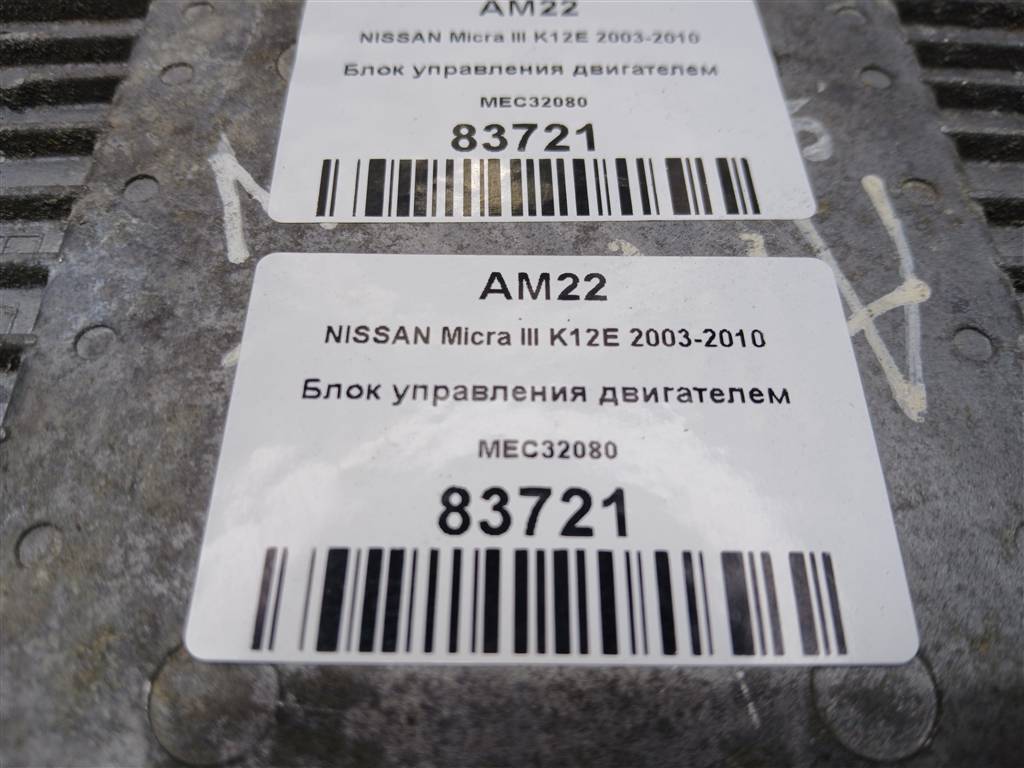 AM22
NISSAN Micra III K12E 2003-2010
Блок управления двигателем
MEC32080
83721
AM22
NISSAN Micra III K12E 2003-2010
Блок управления двигателем
MEC32080
83721